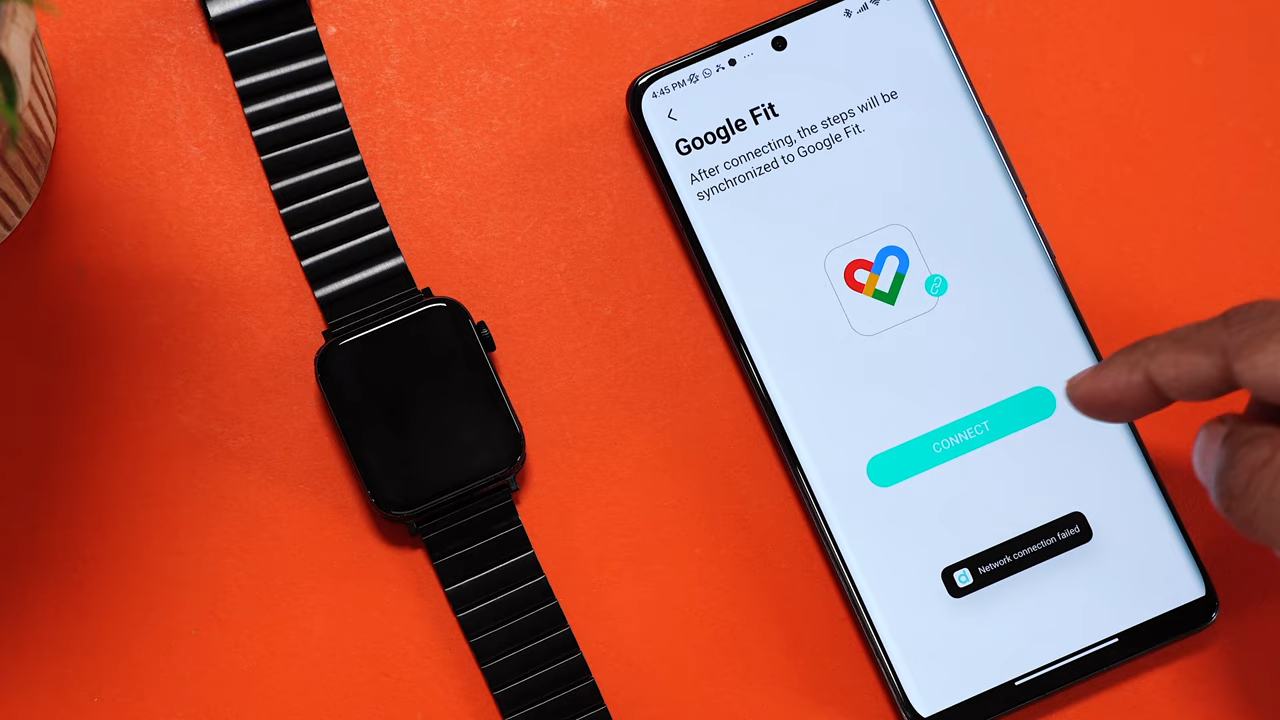 4:45 PM
Google Fit
After connecting, the steps will be
synchronized to Google Fit.
CONNECT
Network connection failed